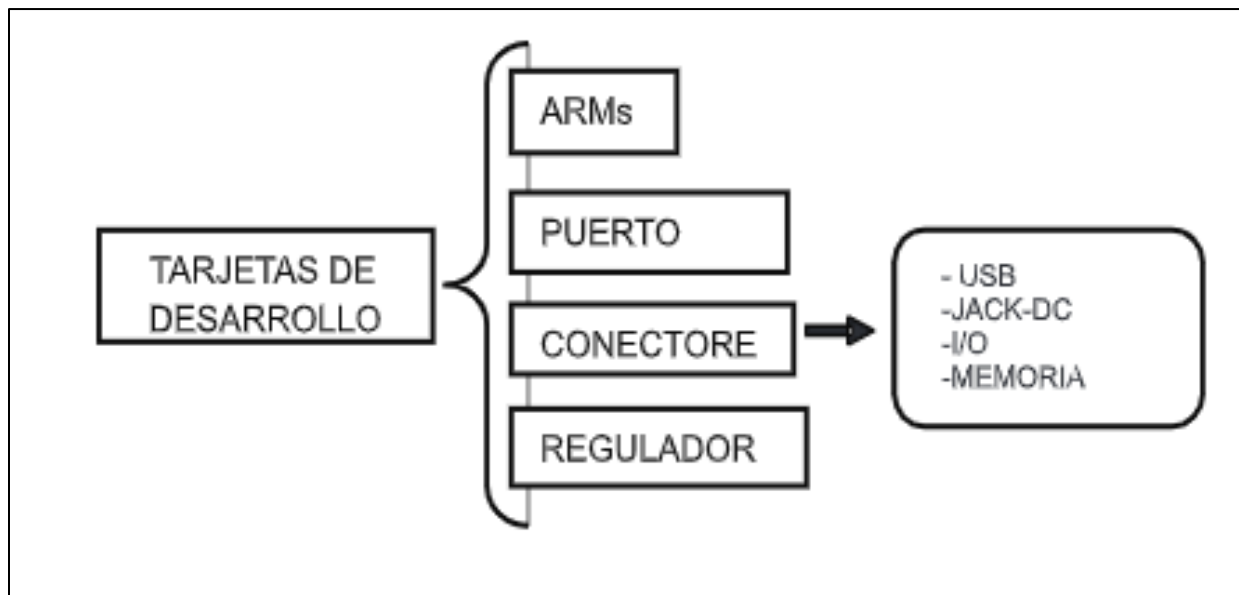 ARMs
PUERTO
TARJETAS DE
DESARROLLO
CONECTORE
REGULADOR
- USB
-JACK-DC
-I/O
-MEMORIA